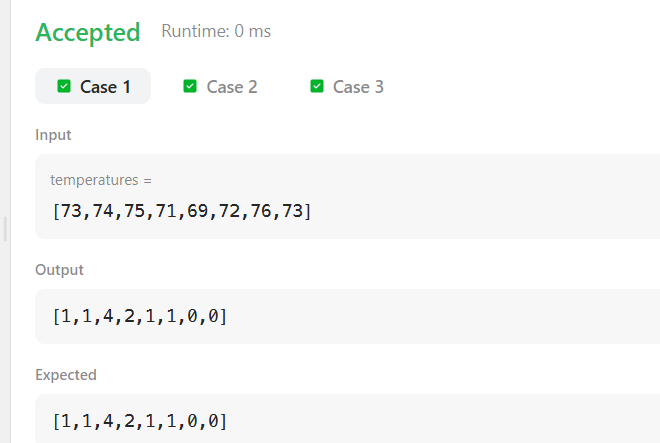 Accepted Runtime: 0 ms
Case 1 Case 2 Case 3
Input
temperatures =
[73,74,75,71,69,72,76,73]
Output
[1,1,4,2,1,1,0,0]
Expected
[1,1,4,2,1,1,0,0]